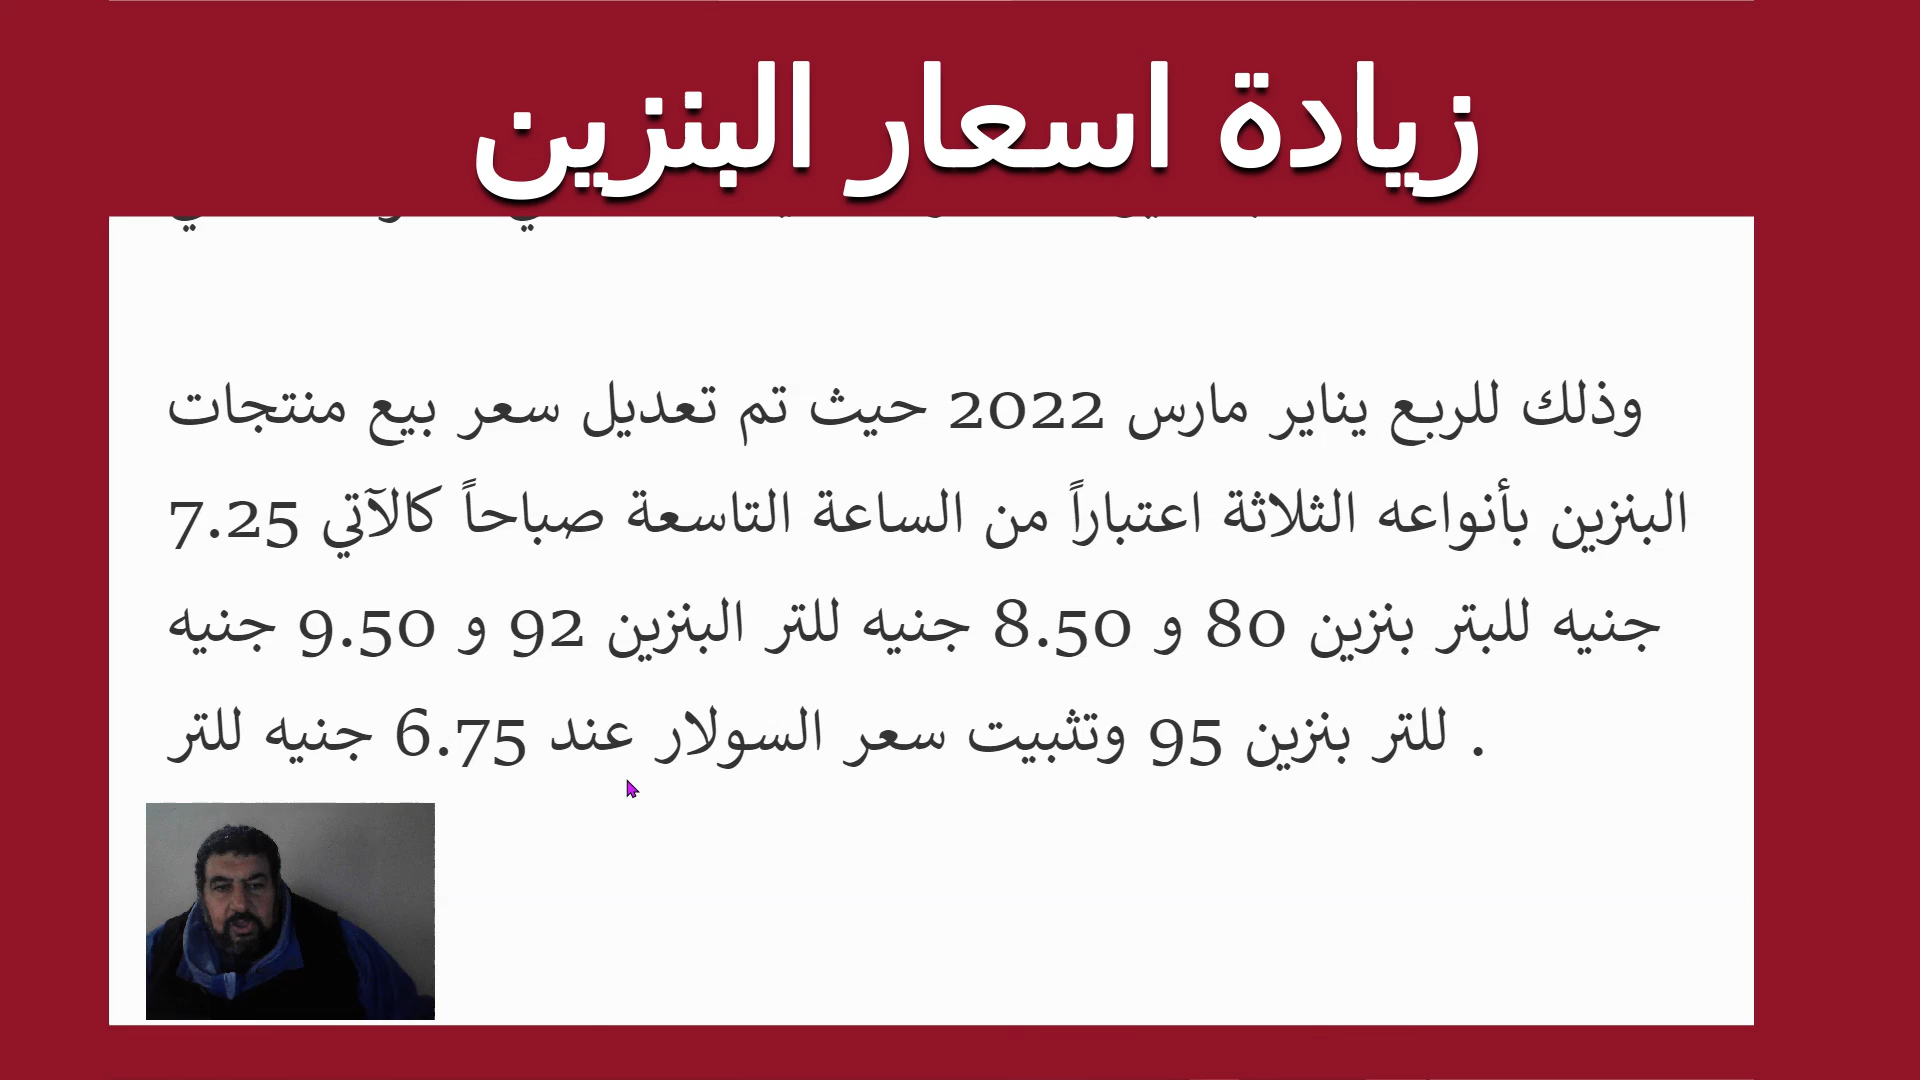 زيادة اسعار البنزين
وذلك للربع يناير مارس 2022 حيث تم تعديل سعر بيع منتجات
البنزين بأنواعه الثلاثة اعتباراً من الساعة التاسعة صباحاً كالآتي 7.25
جنيه للبتر بنزين 80 و 8.50 جنيه للتر البنزين 92 و 9.50 جنيه
للتر بنزين 95 وتثبيت سعر السولار عند 6.75 جنيه للتر .